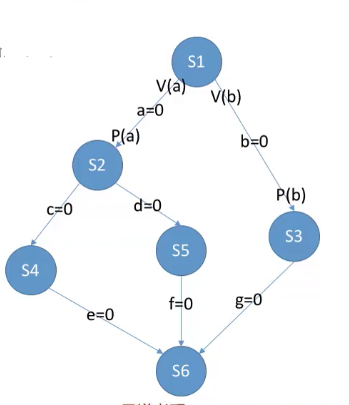 S1
V(a)
V(b)
a=0
P(a)
b=0
S2
P(b)
c=0
d=0
S3
S5
S4
f=0
g=0
e=0
S6